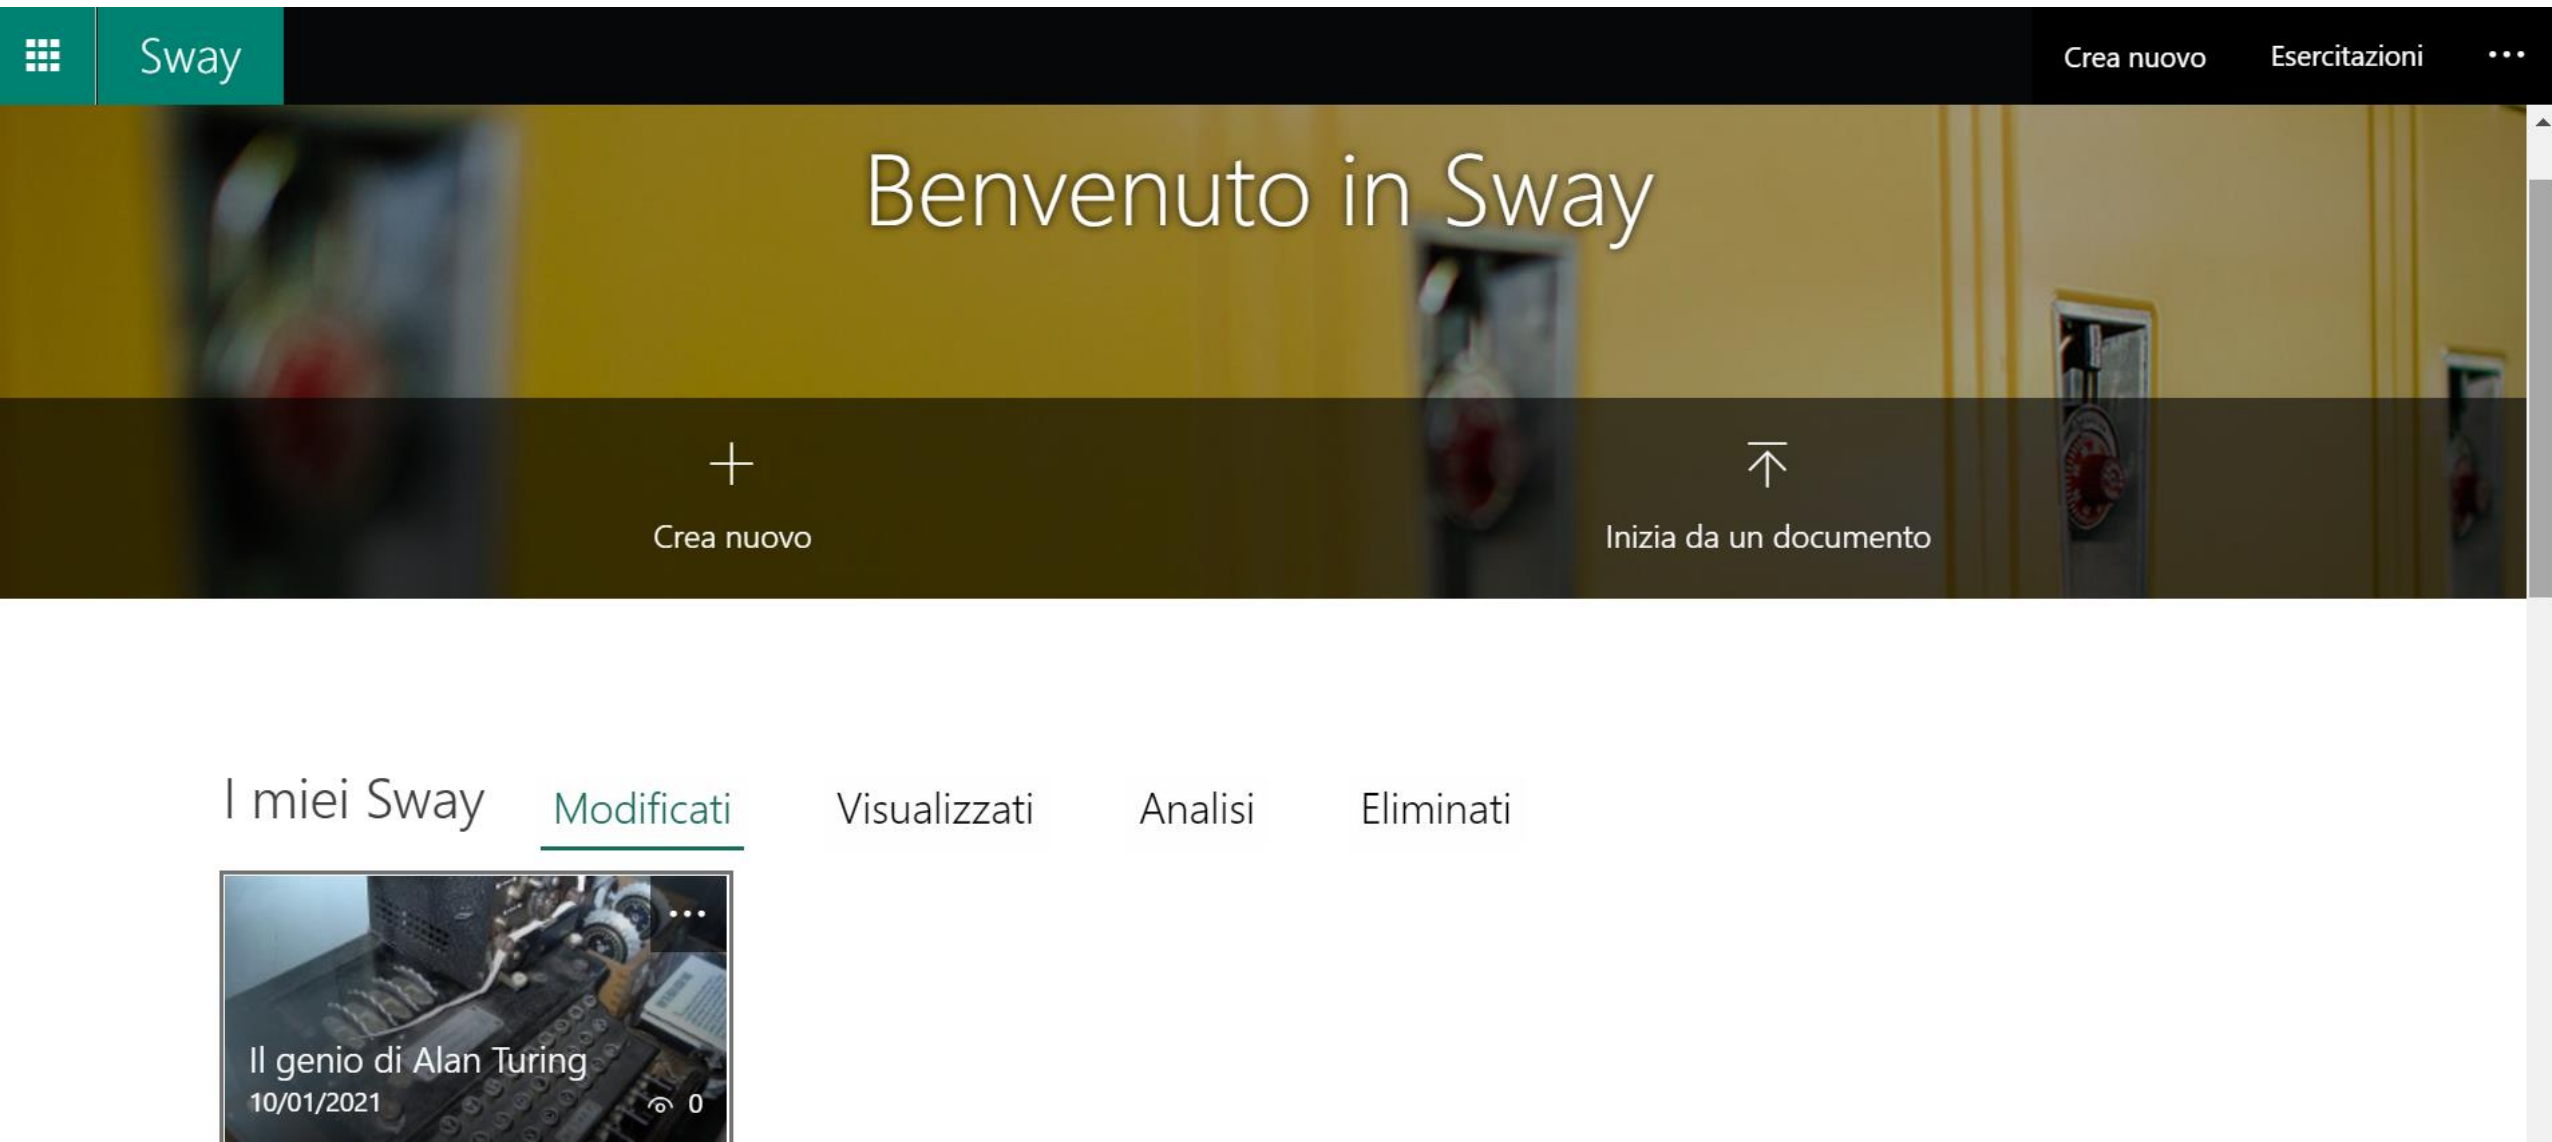 Sway
Crea nuovo
Esercitazioni
Benvenuto in Sway
Crea nuovo
Inizia da un documento
I miei Sway
Modificati
Visualizzati
Analisi
Eliminati
Il genio di Alan Turing
10/01/2021
0